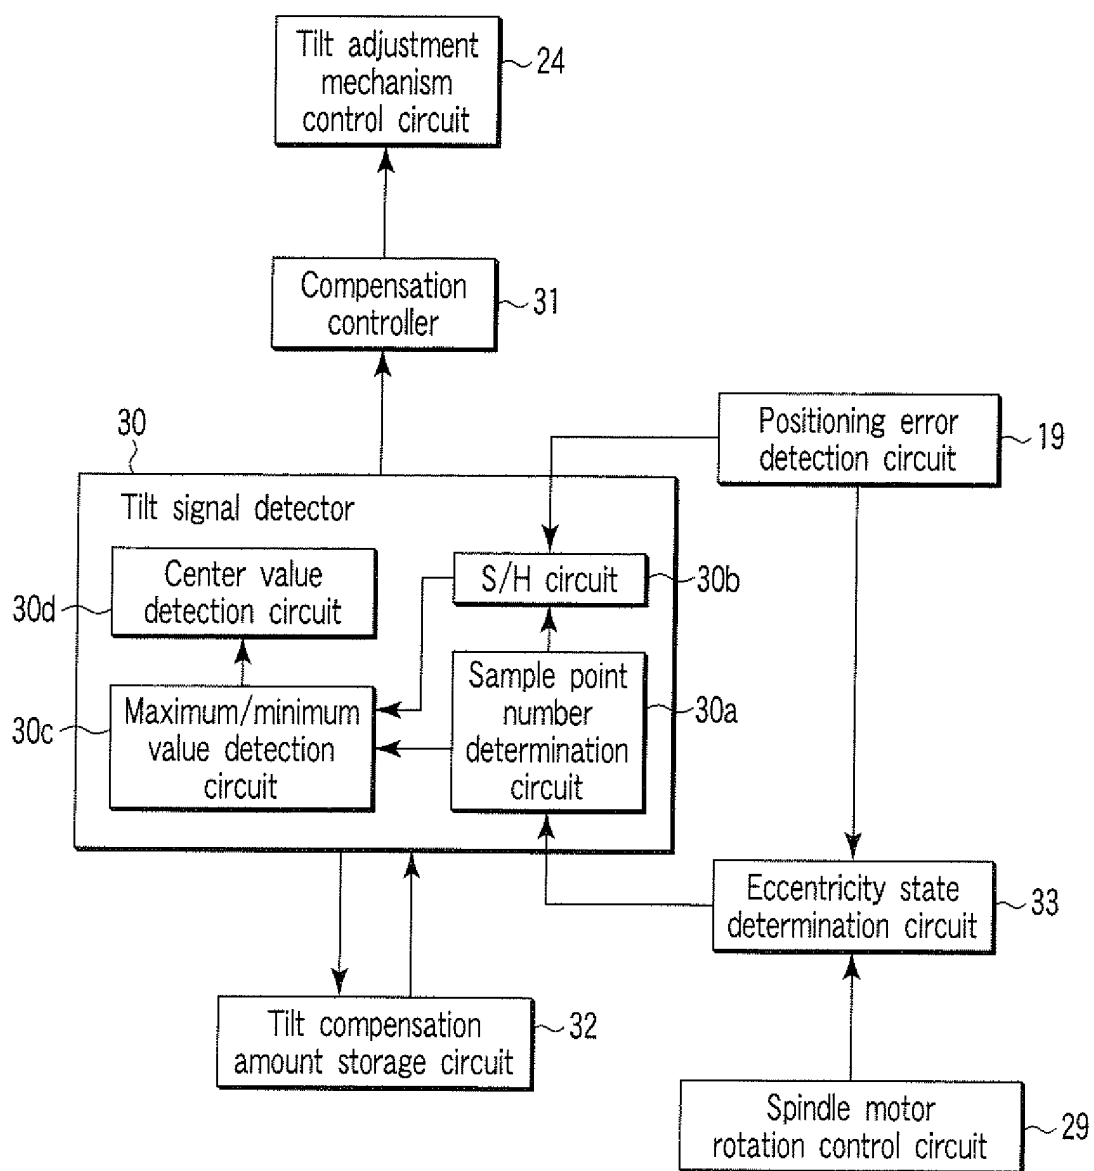 Tilt adjustment
mechanism
control circuit
24
Compensation
controller
31
30
Positioning error
detection circuit
19
Tilt signal detector
Center value
detection circuit
30d
S/H circuit
30b
Maximum/minimum
value detection
circuit
30c
Sample point
number
determination
circuit
30a
Eccentricity state
determination circuit
33
Tilt compensation
amount storage circuit
32
Spindle motor
rotation control circuit
29